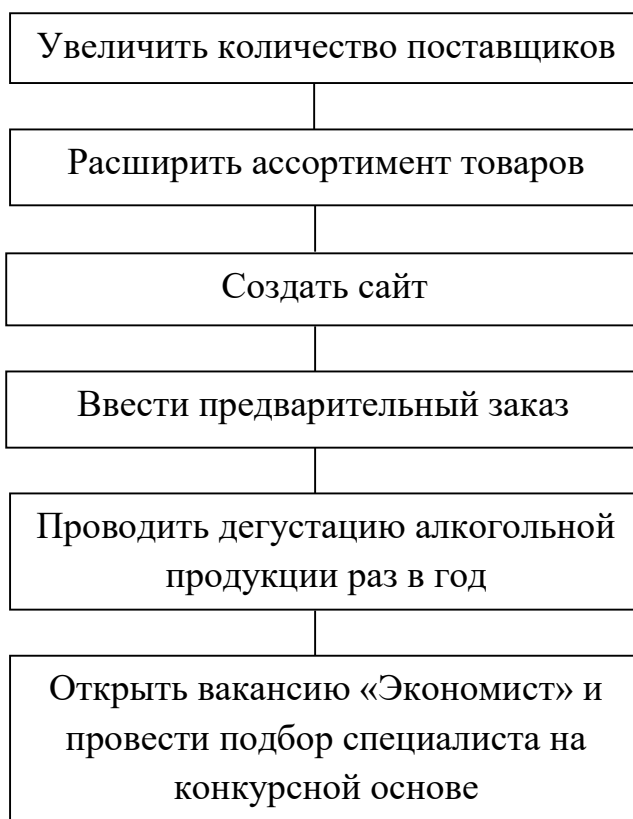 Увеличить количество поставщиков
Расширить ассортимент товаров
Создать сайт
Ввести предварительный заказ
Проводить дегустацию алкогольной
продукции раз в год
Открыть вакансию «Экономист» и
провести подбор специалиста на
конкурсной основе